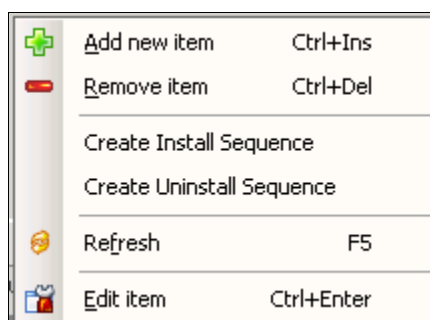 Add new item Ctrl+Ins
Remove item Ctrl+Del
Create Install Sequence
Create Uninstall Sequence
Refresh F5
Edit item Ctrl+Enter